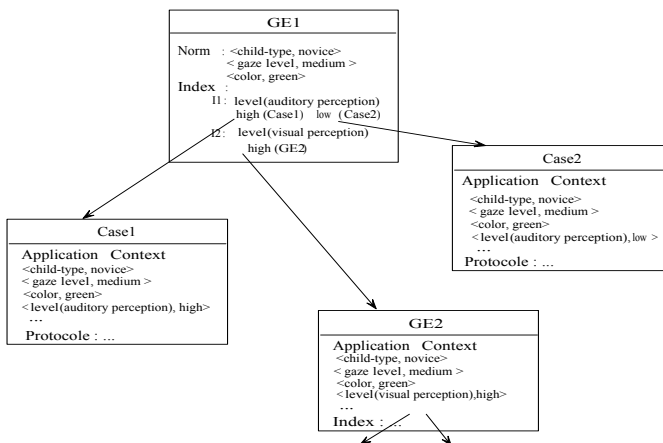 GE1
Norm : <child-type, novice>
< gaze level, medium >
<color, green>
Index :
I1: level(auditory perception)
high (Case1) low (Case2)
I2: level(visual perception)
high (GE2)
Case2
Application Context
<child-type, novice>
< gaze level, medium >
<color, green>
<level(auditory perception),low >
...
Protocole : ...
Case1
Application Context
<child-type, novice>
< gaze level, medium >
<color, green>
<level(auditory perception), high>
...
Protocole : ...
GE2
Application Context
<child-type, novice>
< gaze level, medium >
<color, green>
<level(visual perception),high>
...
Index : ...